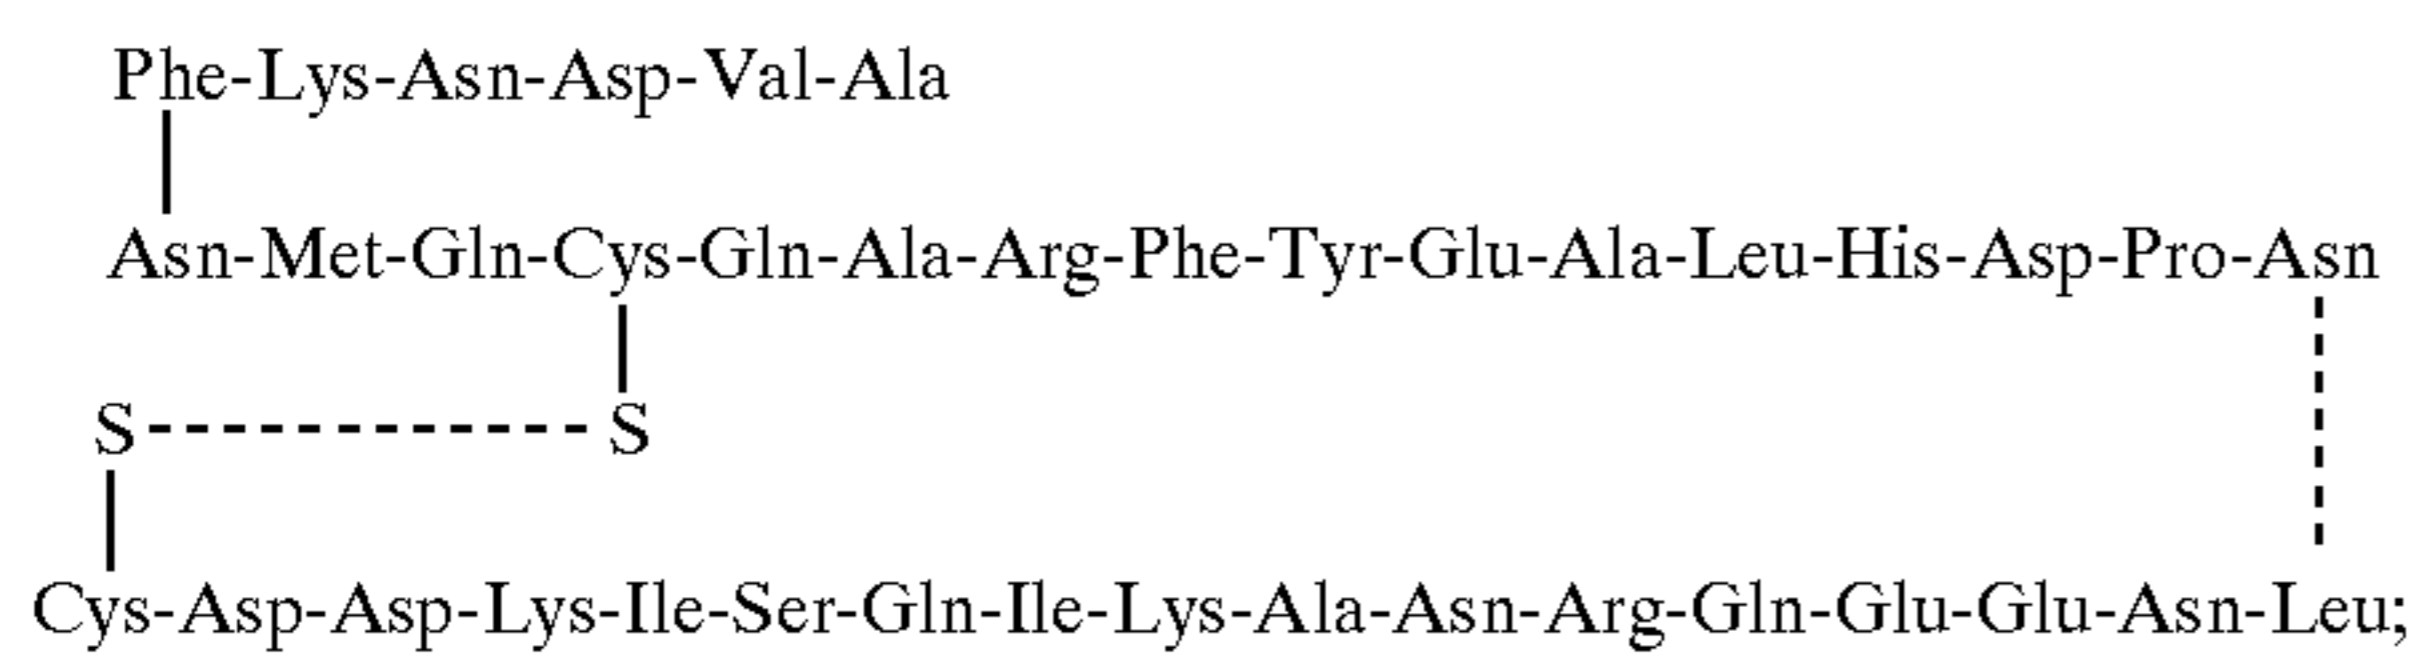 Phe-Lys-Asn-Asp-Val-Ala
Asn-Met-Gln-Cys-Gln-Ala-Arg-Phe-Tyr-Glu-Ala-Leu-His-Asp-Pro-Asn
S S
Cys-Asp-Asp-Lys-Ile-Ser-Gln-Ile-Lys-Ala-Asn-Arg-Gln-Glu-Glu-Asn-Leu;